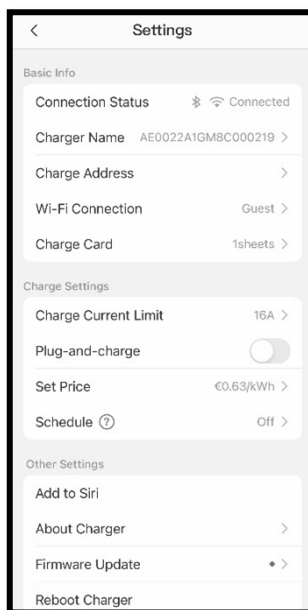 Settings
Basic Info
Connection Status Connected
Charger Name AE0022A1GM8C000219
Charge Address
Wi-Fi Connection Guest
Charge Card 1sheets
Charge Settings
Charge Current Limit 16A
Plug-and-charge
Set Price €0.63/kWh
Schedule ? Off
Other Settings
Add to Siri
About Charger
Firmware Update
Reboot Charger